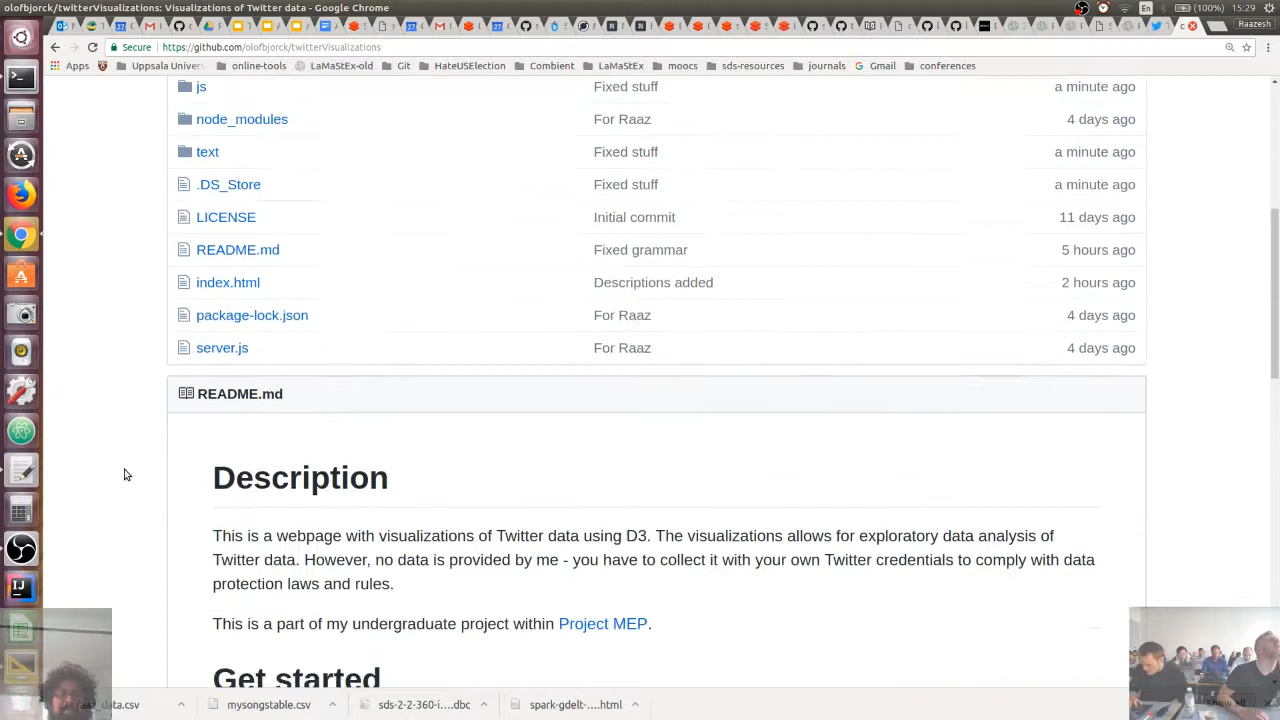 olofbjorck/twitterVisualizations: Visualizations of Twitter data - Google Chrome
En
15:29
Raazesh
Secure https://github.com/olofbjorck/twitterVisualizations
Apps Uppsala Univers online-tools LaMaStEx-old Git HateUSElection Combient LaMaSTEx moocs sds-resources journals Gmail conferences
js Fixed stuff a minute ago
node_modules For Raaz 4 days ago
text Fixed stuff a minute ago
.DS_Store Fixed stuff a minute ago
LICENSE Initial commit 11 days ago
README.md Fixed grammar 5 hours ago
index.html Descriptions added 2 hours ago
package-lock.json For Raaz 4 days ago
server.js For Raaz 4 days ago
README.md
Description
This is a webpage with visualizations of Twitter data using D3. The visualizations allows for exploratory data analysis of
Twitter data. However, no data is provided by me - you have to collect it with your own Twitter credentials to comply with data
protection laws and rules.
This is a part of my undergraduate project within Project MEP.
Get started
raaz_data.csv mysongstable.csv sds-2-2-360-i....dbc spark-gdelt-....html Show all